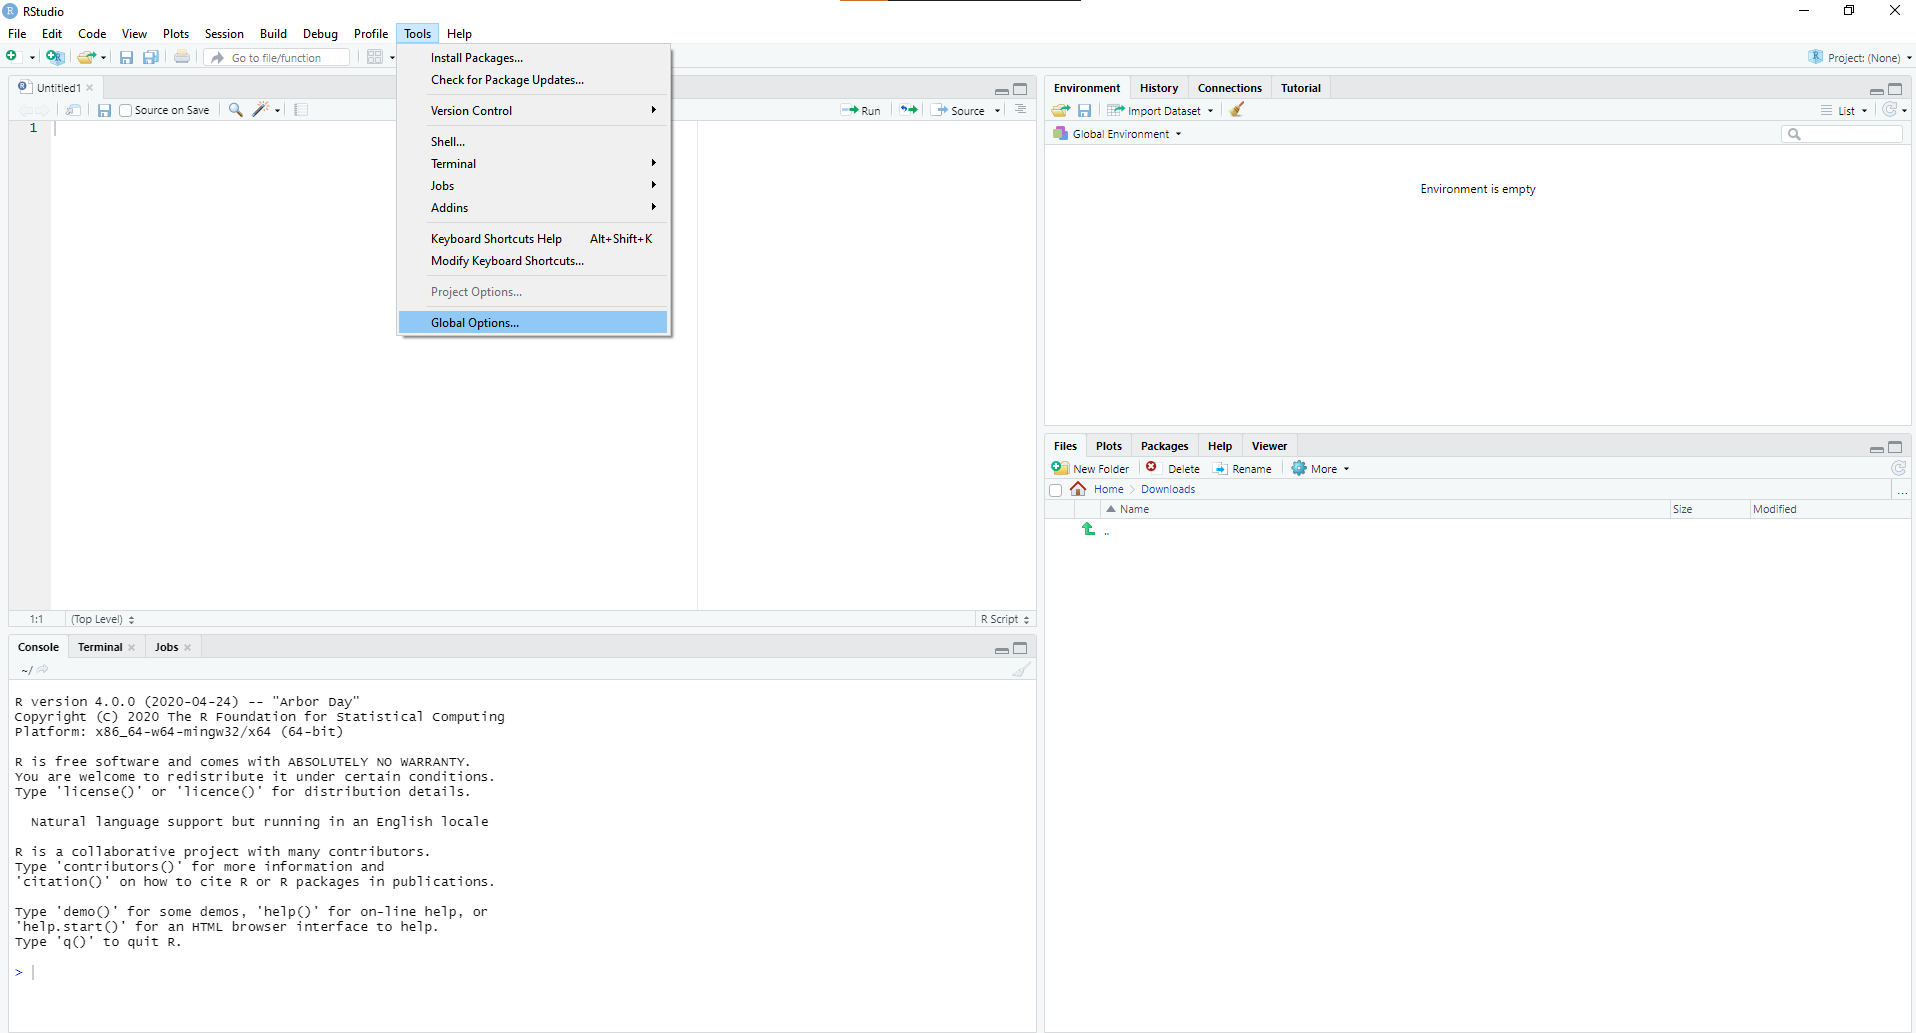 RStudio
File Edit Code View Plots Session Build Debug Profile Tools Help
Go to file/function
Project: (None)
Install Packages...
Check for Package Updates...
Version Control
Shell...
Terminal
Jobs
Addins
Keyboard Shortcuts Help Alt+Shift+K
Modify Keyboard Shortcuts...
Project Options...
Global Options...
Untitled1
Source on Save
Run
Source
1
1:1 (Top Level) R Script
Console Terminal Jobs
~/
R version 4.0.0 (2020-04-24) -- "Arbor Day"
Copyright (C) 2020 The R Foundation for Statistical Computing
Platform: x86_64-w64-mingw32/x64 (64-bit)
R is free software and comes with ABSOLUTELY NO WARRANTY.
You are welcome to redistribute it under certain conditions.
Type 'license()' or 'licence()' for distribution details.
Natural language support but running in an English locale
R is a collaborative project with many contributors.
Type 'contributors()' for more information and
'citation()' on how to cite R or R packages in publications.
Type 'demo()' for some demos, 'help()' for on-line help, or
'help.start()' for an HTML browser interface to help.
Type 'q()' to quit R.
>
Environment History Connections Tutorial
Import Dataset
List
Global Environment
Environment is empty
Files Plots Packages Help Viewer
New Folder Delete Rename More
Home Downloads ...
Name Size Modified
..